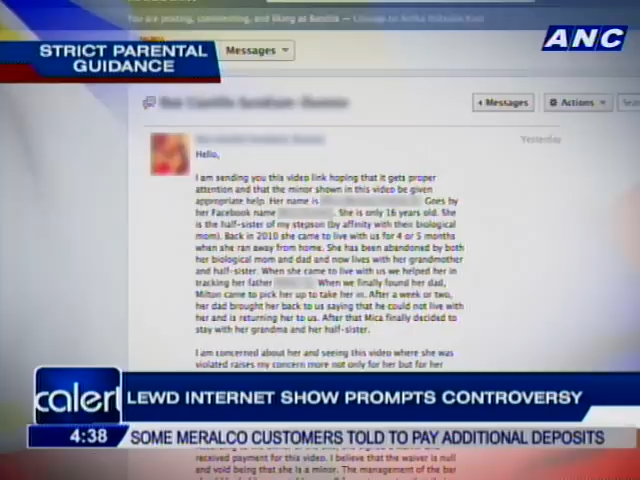 You are posting, commenting, and liking as
ANC
STRICT PARENTAL
GUIDANCE
Messages
Messages
Actions
Yesterday
Hello,
I am sending you this video link hoping that it gets proper
attention and that the minor shown in this video be given
appropriate help. Her name is Goes by
her Facebook name . She is only 16 years old. She
is the half-sister of my stepson (by affinity with their biological
mom). Back in 2010 she came to live with us for 4 or 5 months
when she ran away from home. She has been abandoned by both
her biological mom and dad and now lives with her grandmother
and half-sister. When she came to live with us we helped her in
tracking her father When we finally found her dad,
Milton came to pick her up to take her in. After a week or two,
her dad brought her back to us saying that he could not live with
her and is returning her to us. After that Mica finally decided to
stay with her grandma and her half-sister.
I am concerned about her and seeing this video where she was
violated raises my concern more not only for her but for her
calert
LEWD INTERNET SHOW PROMPTS CONTROVERSY
4:38
SOME MERALCO CUSTOMERS TOLD TO PAY ADDITIONAL DEPOSITS
received payment for this video. I believe that the waiver is null
and void being that she is a minor. The management of the bar